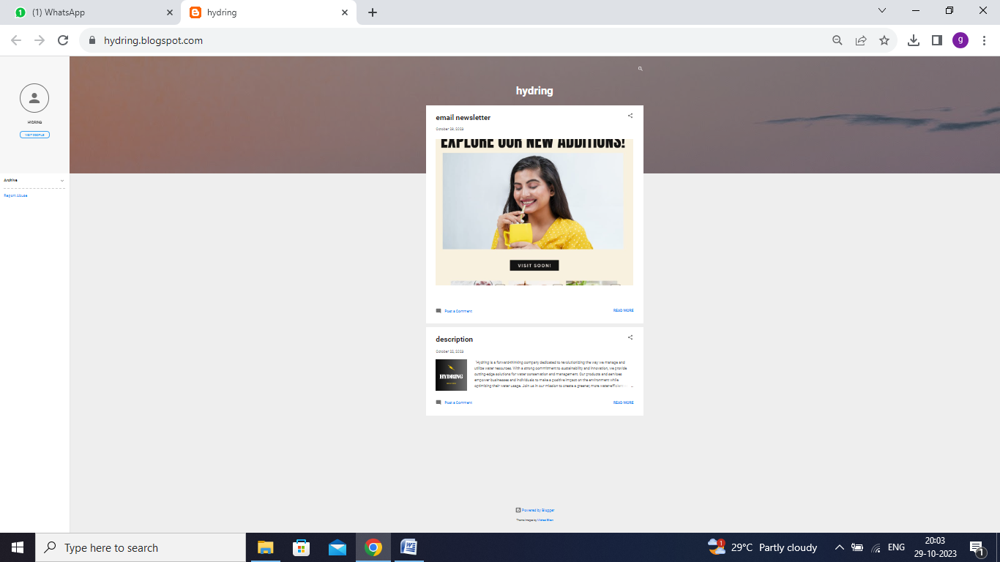 (1) WhatsApp
hydring
hydring.blogspot.com
g
HYDRING
VISIT PROFILE
Archive
Report Abuse
hydring
email newsletter
October 29, 2023
EXPLORE OUR NEW ADDITIONS!
VISIT SOON!
Post a Comment
READ MORE
description
October 22, 2023
HYDRING
"Hydring is a forward-thinking company dedicated to revolutionizing the way we manage and
utilize water resources. With a strong commitment to sustainability and innovation, we provide
cutting-edge solutions for water conservation and management. Our products and services
empower businesses and individuals to make a positive impact on the environment while
optimizing their water usage. Join us in our mission to create a greener, more water-efficient
Post a Comment
READ MORE
Powered by Blogger
Theme images by
Type here to search
1
29°C Partly cloudy
ENG
20:03
29-10-2023
1